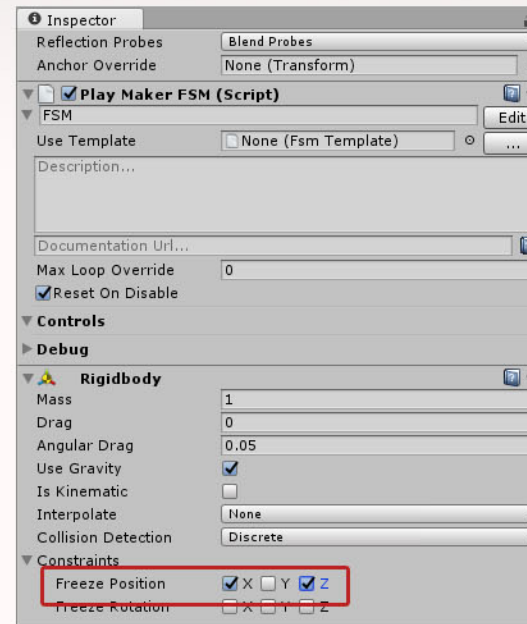 Inspector
Reflection Probes Blend Probes
Anchor Override None (Transform)
Play Maker FSM (Script)
FSM Edit
Use Template None (Fsm Template) ...
Description...
Documentation Url...
Max Loop Override 0
Reset On Disable
Controls
Debug
Rigidbody
Mass 1
Drag 0
Angular Drag 0.05
Use Gravity
Is Kinematic
Interpolate None
Collision Detection Discrete
Constraints
Freeze Position X Y Z
Freeze Rotation X Y Z